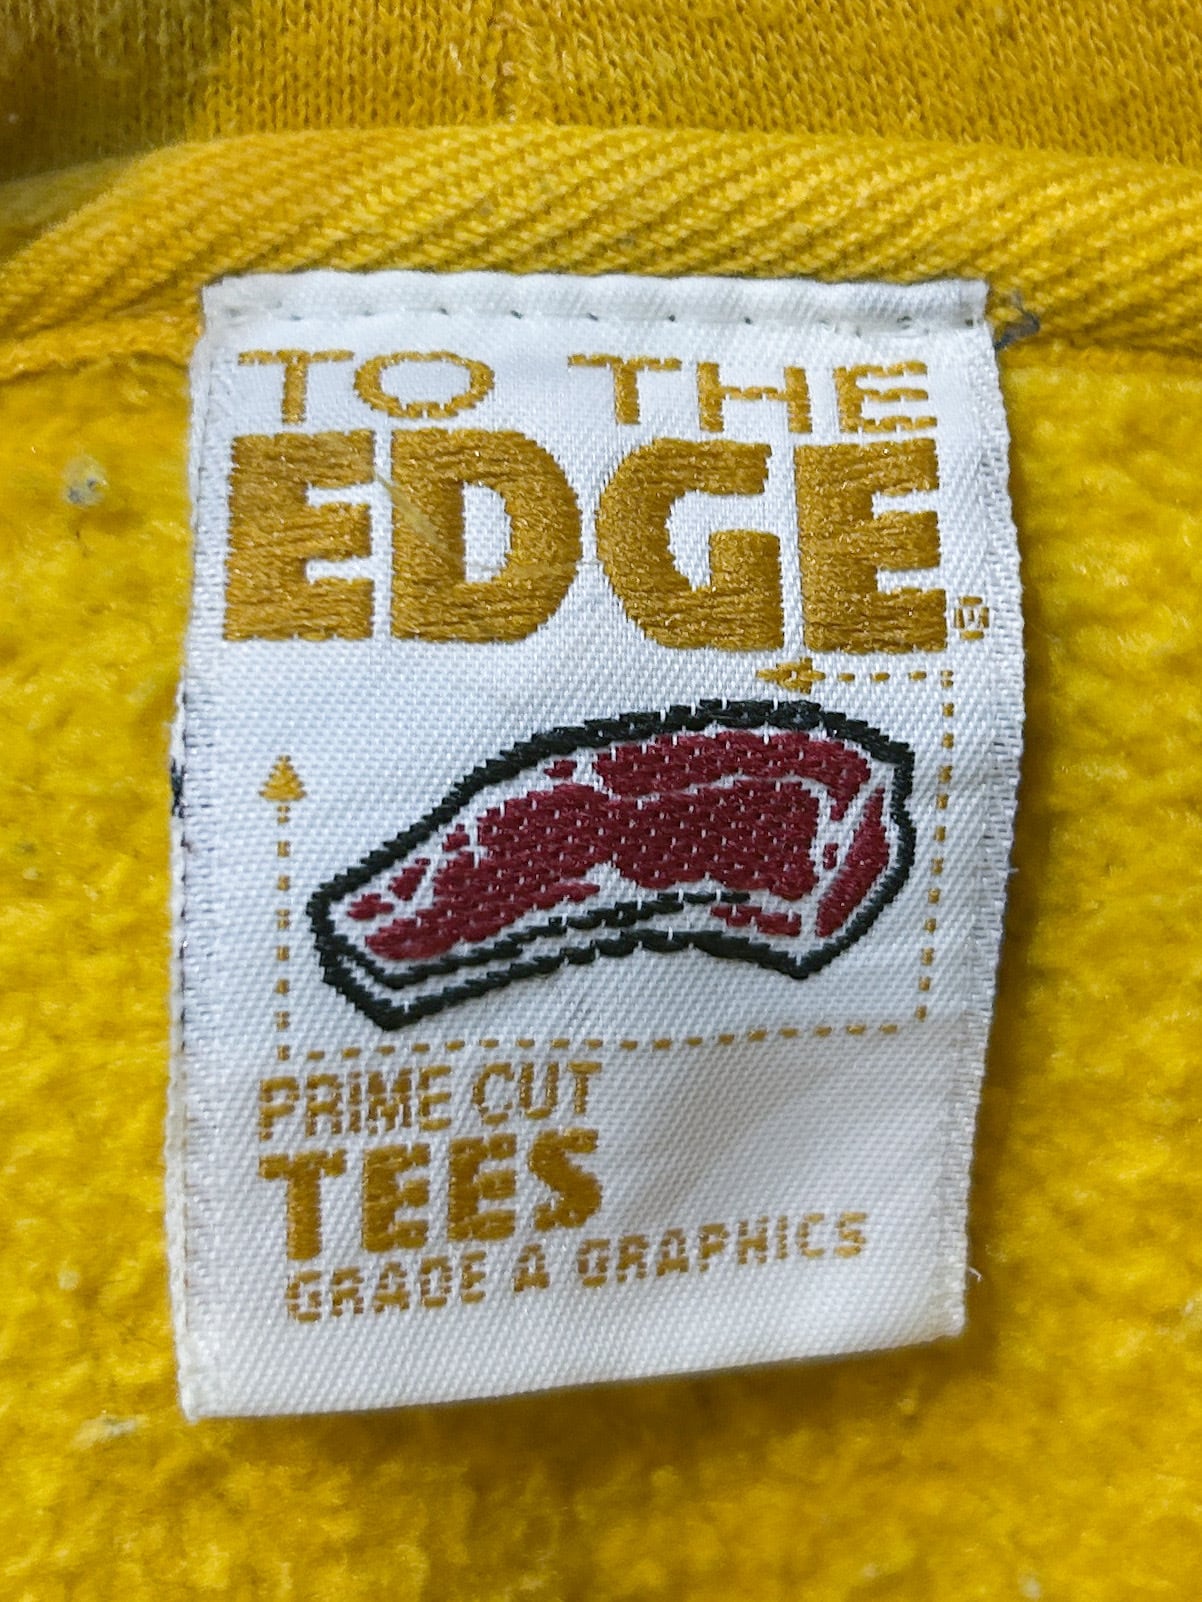 TO THE
EDGE
PRiME CUT
TEES
GRADE A GRAPHICS